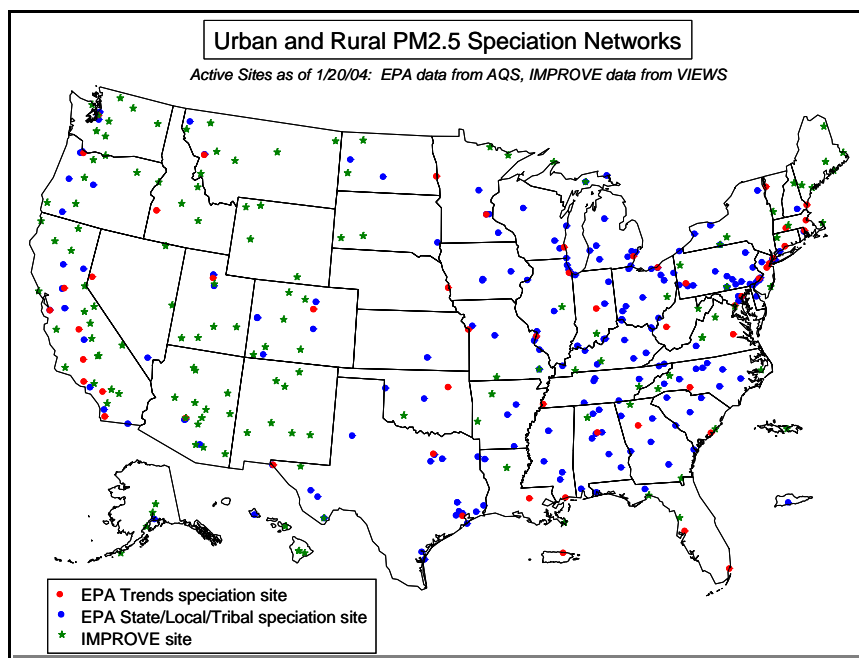 Urban and Rural PM2.5 Speciation Networks
Active Sites as of 1/20/04: EPA data from AQS, IMPROVE data from VIEWS
EPA Trends speciation site
EPA State/Local/Tribal speciation site
IMPROVE site